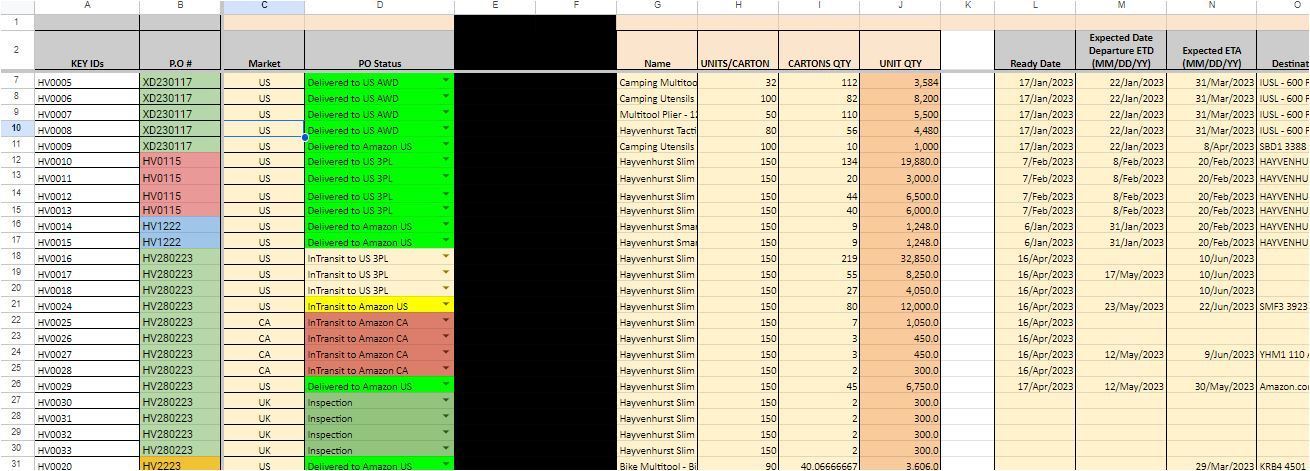 A B C D E F G H I J K L M N O
1
2 KEY IDs P.O # Market PO Status Name UNITS/CARTON CARTONS QTY UNIT QTY Ready Date Expected Date Departure ETD (MM/DD/YY) Expected ETA (MM/DD/YY) Destinat
7 HV0005 XD230117 US Delivered to US AWD Camping Multitoo 32 112 3,584 17/Jan/2023 22/Jan/2023 31/Mar/2023 IUSL - 600 F
8 HV0006 XD230117 US Delivered to US AWD Camping Utensils 100 82 8,200 17/Jan/2023 22/Jan/2023 31/Mar/2023 IUSL - 600 F
9 HV0007 XD230117 US Delivered to US AWD Multitool Plier - 12 50 110 5,500 17/Jan/2023 22/Jan/2023 31/Mar/2023 IUSL - 600 F
10 HV0008 XD230117 US Delivered to US AWD Hayvenhurst Tacti 80 56 4,480 17/Jan/2023 22/Jan/2023 31/Mar/2023 IUSL - 600 F
11 HV0009 XD230117 US Delivered to Amazon US Camping Utensils 100 10 1,000 17/Jan/2023 22/Jan/2023 8/Apr/2023 SBD1 3388
12 HV0010 HV0115 US Delivered to US 3PL Hayvenhurst Slim 150 134 19,880.0 7/Feb/2023 8/Feb/2023 20/Feb/2023 HAYVENHU
13 HV0011 HV0115 US Delivered to US 3PL Hayvenhurst Slim 150 20 3,000.0 7/Feb/2023 8/Feb/2023 20/Feb/2023 HAYVENHU
14 HV0012 HV0115 US Delivered to US 3PL Hayvenhurst Slim 150 44 6,500.0 7/Feb/2023 8/Feb/2023 20/Feb/2023 HAYVENHU
15 HV0013 HV0115 US Delivered to US 3PL Hayvenhurst Slim 150 40 6,000.0 7/Feb/2023 8/Feb/2023 20/Feb/2023 HAYVENHU
16 HV0014 HV1222 US Delivered to Amazon US Hayvenhurst Smar 150 9 1,248.0 6/Jan/2023 31/Jan/2023 20/Feb/2023 HAYVENHU
17 HV0015 HV1222 US Delivered to Amazon US Hayvenhurst Smar 150 9 1,248.0 6/Jan/2023 31/Jan/2023 20/Feb/2023 HAYVENHU
18 HV0016 HV280223 US InTransit to US 3PL Hayvenhurst Slim 150 219 32,850.0 16/Apr/2023 10/Jun/2023
19 HV0017 HV280223 US InTransit to US 3PL Hayvenhurst Slim 150 55 8,250.0 16/Apr/2023 17/May/2023 10/Jun/2023
20 HV0018 HV280223 US InTransit to US 3PL Hayvenhurst Slim 150 27 4,050.0 16/Apr/2023 10/Jun/2023
21 HV0024 HV280223 US InTransit to Amazon US Hayvenhurst Slim 150 80 12,000.0 16/Apr/2023 23/May/2023 22/Jun/2023 SMF3 3923
22 HV0025 HV280223 CA InTransit to Amazon CA Hayvenhurst Slim 150 7 1,050.0 16/Apr/2023
23 HV0026 HV280223 CA InTransit to Amazon CA Hayvenhurst Slim 150 3 450.0 16/Apr/2023
24 HV0027 HV280223 CA InTransit to Amazon CA Hayvenhurst Slim 150 3 450.0 16/Apr/2023 12/May/2023 9/Jun/2023 YHM1 110 A
25 HV0028 HV280223 CA InTransit to Amazon CA Hayvenhurst Slim 150 2 300.0 16/Apr/2023
26 HV0029 HV280223 US Delivered to Amazon US Hayvenhurst Slim 150 45 6,750.0 17/Apr/2023 12/May/2023 30/May/2023 Amazon.co
27 HV0030 HV280223 UK Inspection Hayvenhurst Slim 150 2 300.0
28 HV0031 HV280223 UK Inspection Hayvenhurst Slim 150 2 300.0
29 HV0032 HV280223 UK Inspection Hayvenhurst Slim 150 2 300.0
30 HV0033 HV280223 UK Inspection Hayvenhurst Slim 150 2 300.0
31 HV0020 HV2223 US Delivered to Amazon US Bike Multitool - Bi 90 40.06666667 3,606.0 29/Mar/2023 KRB4 4501